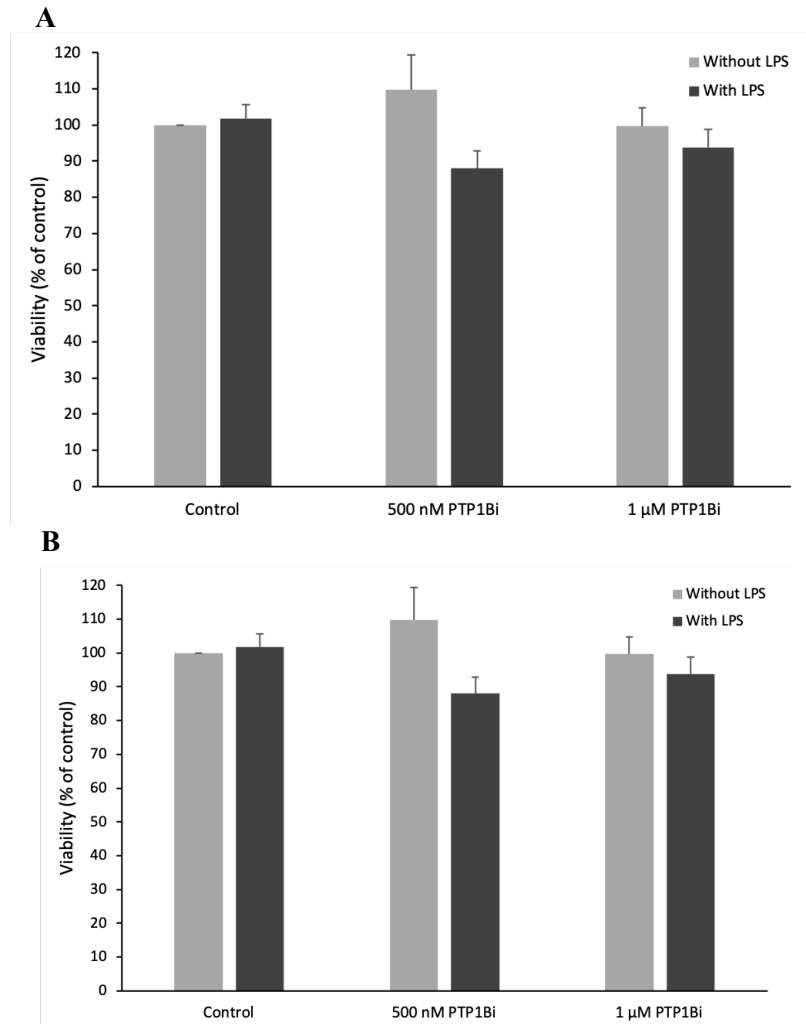 A
120
110
100
90
80
70
60
50
40
30
20
10
0
Viability (% of control)
Without LPS
With LPS
Control
500 nM PTP1Bi
1 µM PTP1Bi
B
120
110
100
90
80
70
60
50
40
30
20
10
0
Viability (% of control)
Without LPS
With LPS
Control
500 nM PTP1Bi
1 µM PTP1Bi